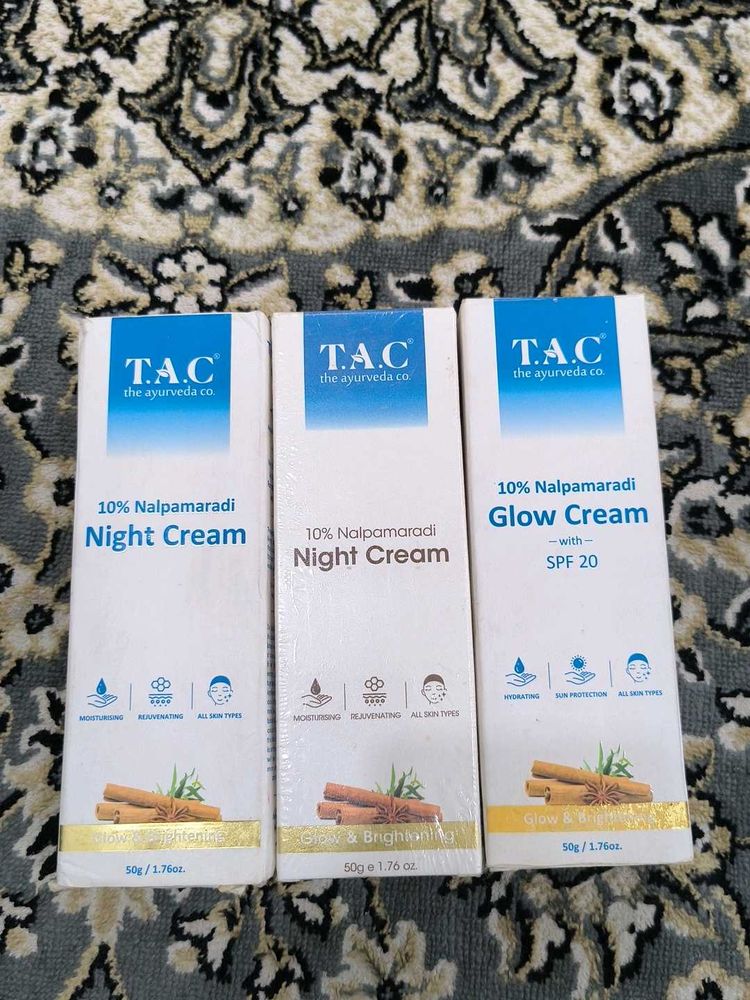 T.A.C®
the ayurveda co.
10% Nalpamaradi
Night Cream
MOISTURISING
REJUVENATING
ALL SKIN TYPES
Glow & Brightening
50g / 1.76oz.
T.A.C®
the ayurveda co.
10% Nalpamaradi
Night Cream
MOISTURISING
REJUVENATING
ALL SKIN TYPES
Glow & Brightening
50g e 1.76 oz.
T.A.C®
the ayurveda co.
10% Nalpamaradi
Glow Cream
– with –
SPF 20
HYDRATING
SUN PROTECTION
ALL SKIN TYPES
Glow & Brightening
50g / 1.76oz.